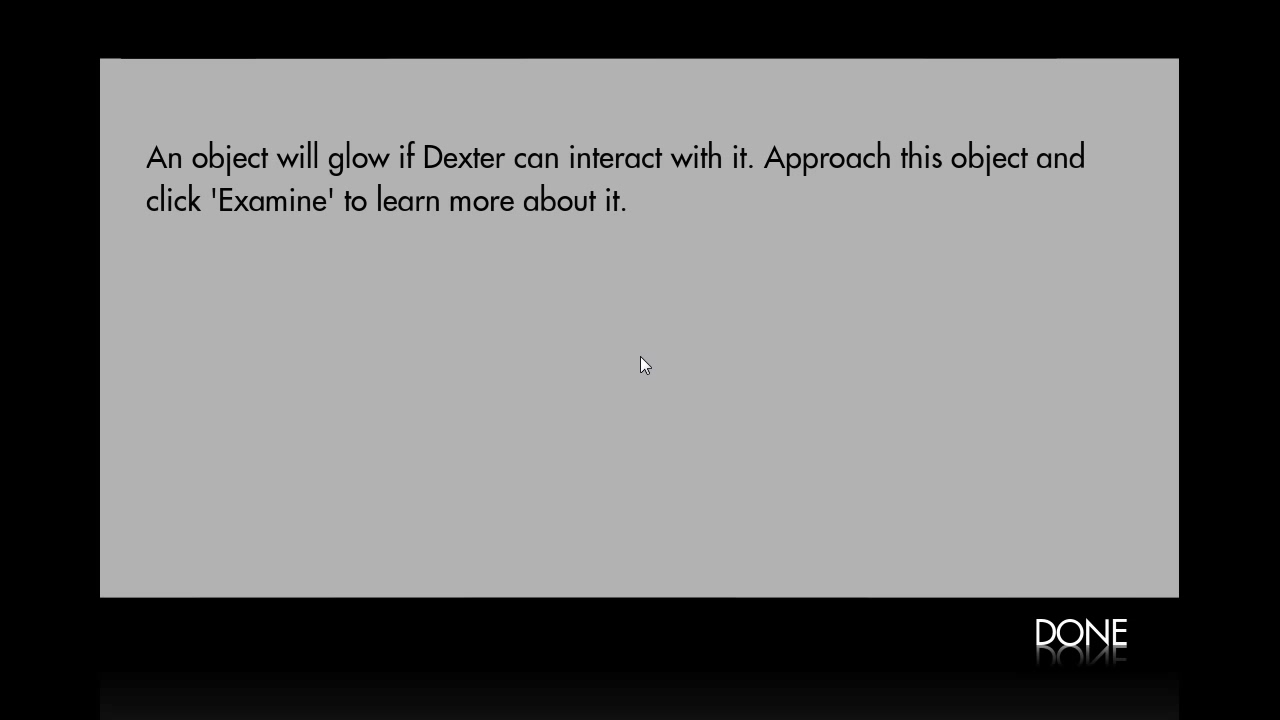 An object will glow if Dexter can interact with it. Approach this object and
click 'Examine' to learn more about it.
DONE